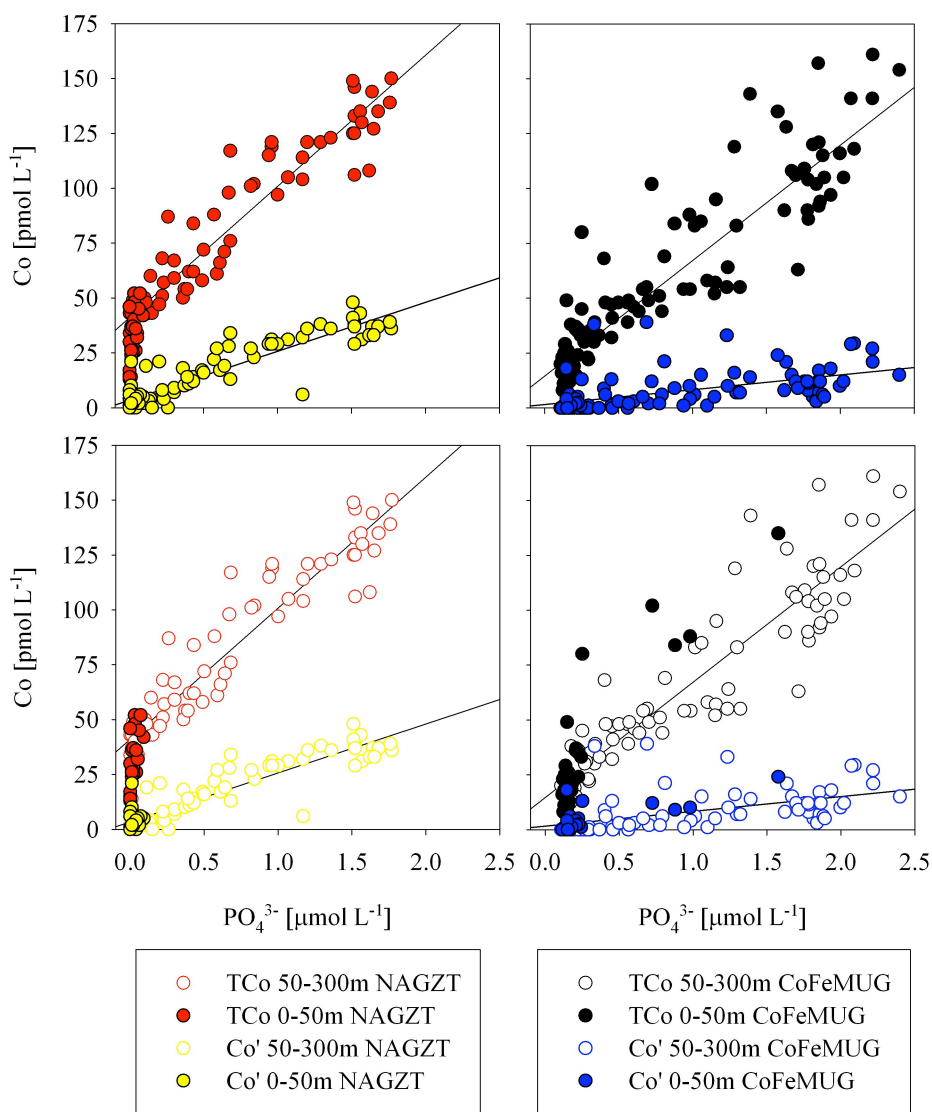 175
150
125
100
75
50
25
0
Co [pmol L-1]
175
150
125
100
75
50
25
0
Co [pmol L-1]
0.0 0.5 1.0 1.5 2.0 2.5
0.0 0.5 1.0 1.5 2.0 2.5
PO43- [μmol L-1]
PO43- [μmol L-1]
TCo 50-300m NAGZT
TCo 0-50m NAGZT
Co' 50-300m NAGZT
Co' 0-50m NAGZT
TCo 50-300m CoFeMUG
TCo 0-50m CoFeMUG
Co' 50-300m CoFeMUG
Co' 0-50m CoFeMUG